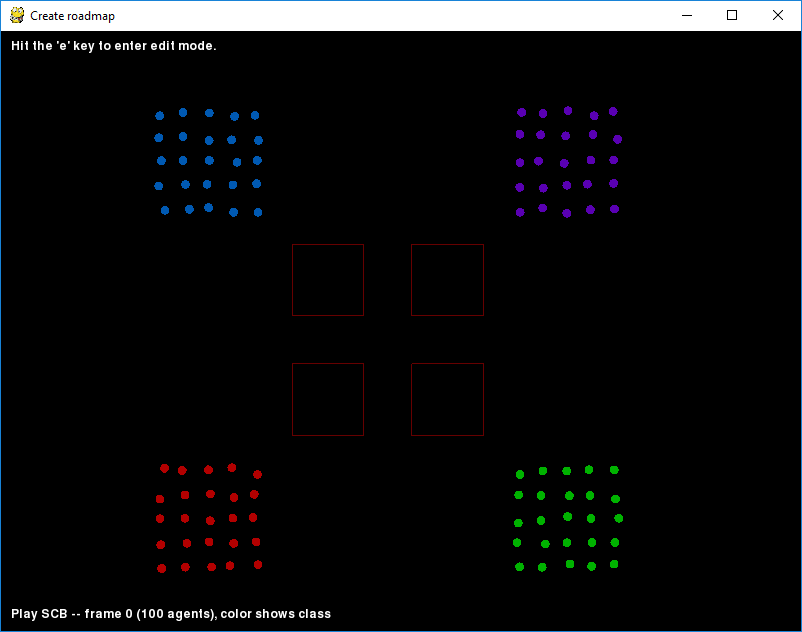 Create roadmap
Hit the 'e' key to enter edit mode.
Play SCB -- frame 0 (100 agents), color shows class